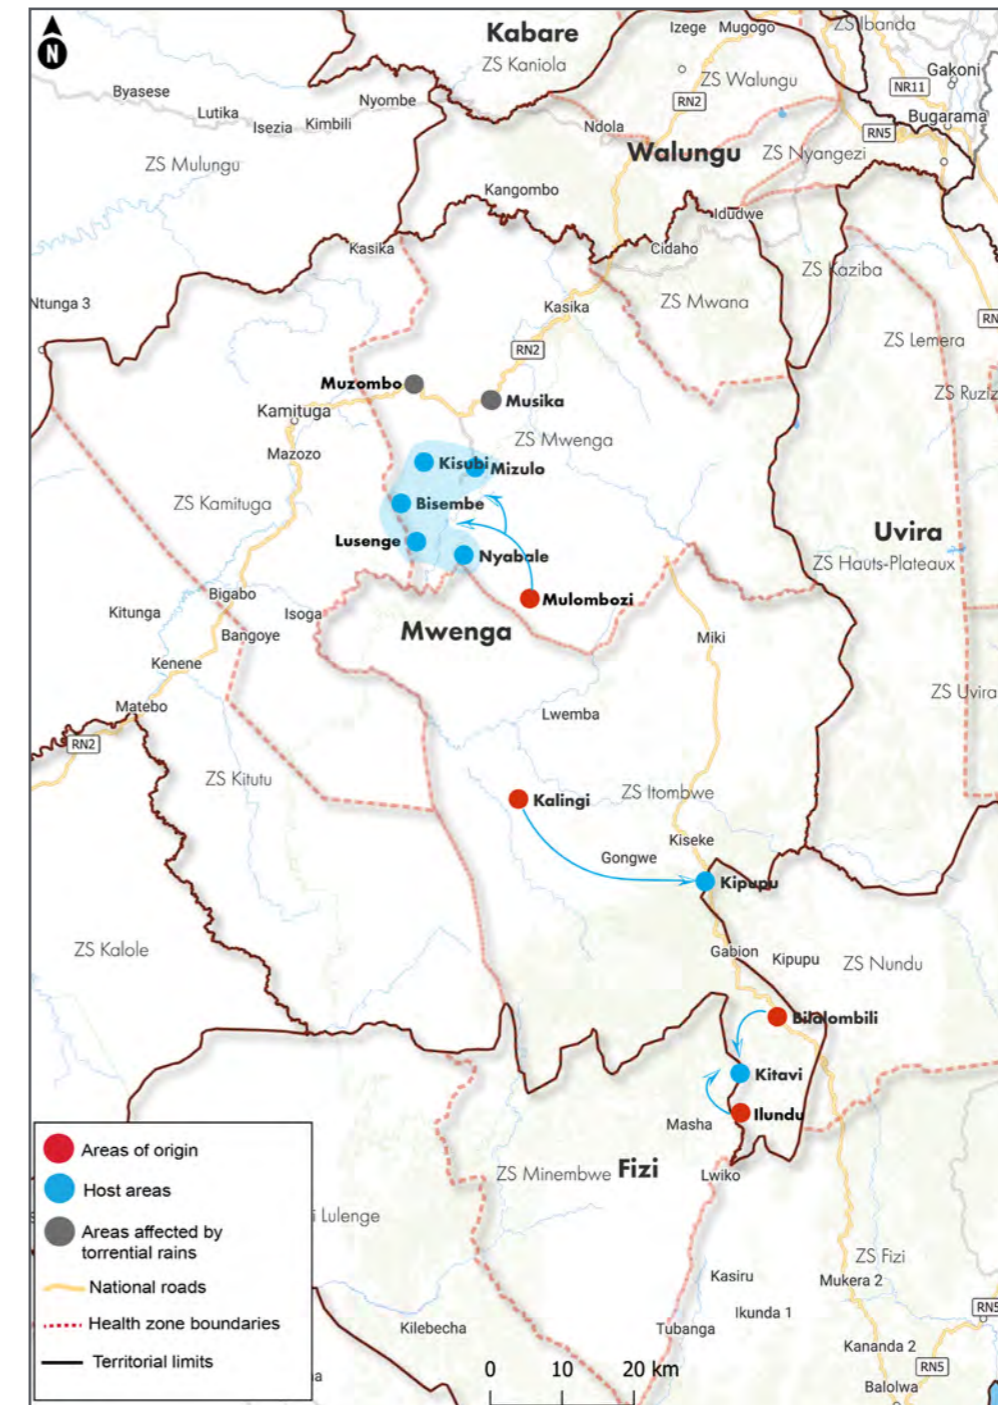 N
Kabare
Izege
Mugogo
ZS Ibanda
ZS Kaniola
ZS Walungu
Gakoni
NR11
Byasese
Nyombe
RN2
Lutika
Isezia
Kimbili
Ndola
RN5
Bugarama
ZS Mulungu
Walungu
ZS Nyangezi
Kangombo
Idudwe
Kasika
Cidaho
ZS Kaziba
Ntunga 3
Kasika
ZS Mwana
RN
RN2
ZS Lemera
Muzombo
ZS Ruziz
Kamituga
Musika
ZS Mwenga
Mazozo
Kisubi
Mizulo
ZS Kamituga
Bisembe
Uvira
Lusenge
Nyabale
ZS Hauts-Plateaux
Bigabo
Mulombozi
Kitunga
Isoga
Bangoye
Mwenga
Miki
Kenene
ZS Uvira
Matebo
Lwemba
RN2
ZS Kitutu
Kalingi
ZS Itombwe
Kiseke
Gongwe
Kipupu
ZS Kalole
Gabion
Kipupu
ZS Nundu
Bilalombili
Kitavi
Ilundu
Masha
ZS Minembwe
Fizi
Lwiko
i Lulenge
ZS Fizi
Kasiru
Mukera 2
Ikunda 1
RN5
Kilebecha
Tubanga
Kananda 2
RN5
Balolwa
Areas of origin
Host areas
Areas affected by
torrential rains
National roads
Health zone boundaries
Territorial limits
0 10 20 km